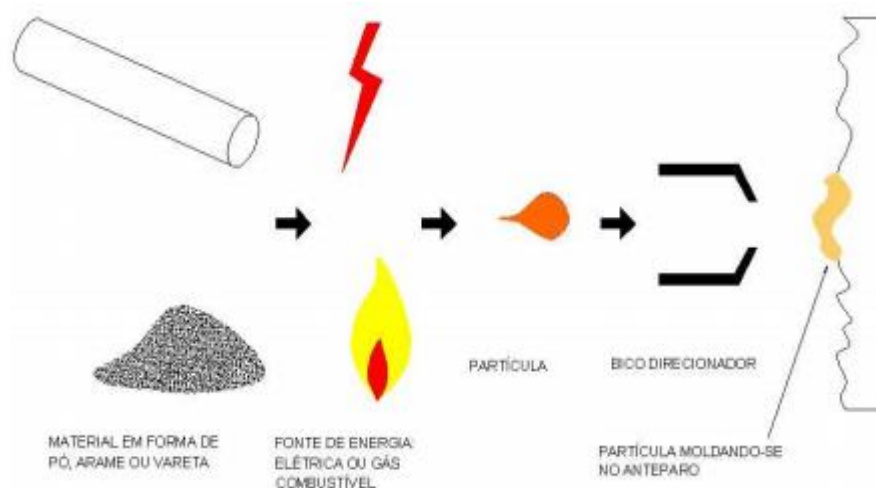 MATERIAL EM FORMA DE
PÓ, ARAME OU VARETA
FONTE DE ENERGIA:
ELÉTRICA OU GÁS
COMBUSTÍVEL
PARTÍCULA
BICO DIRECIONADOR
PARTÍCULA MOLDANDO-SE
NO ANTEPARO